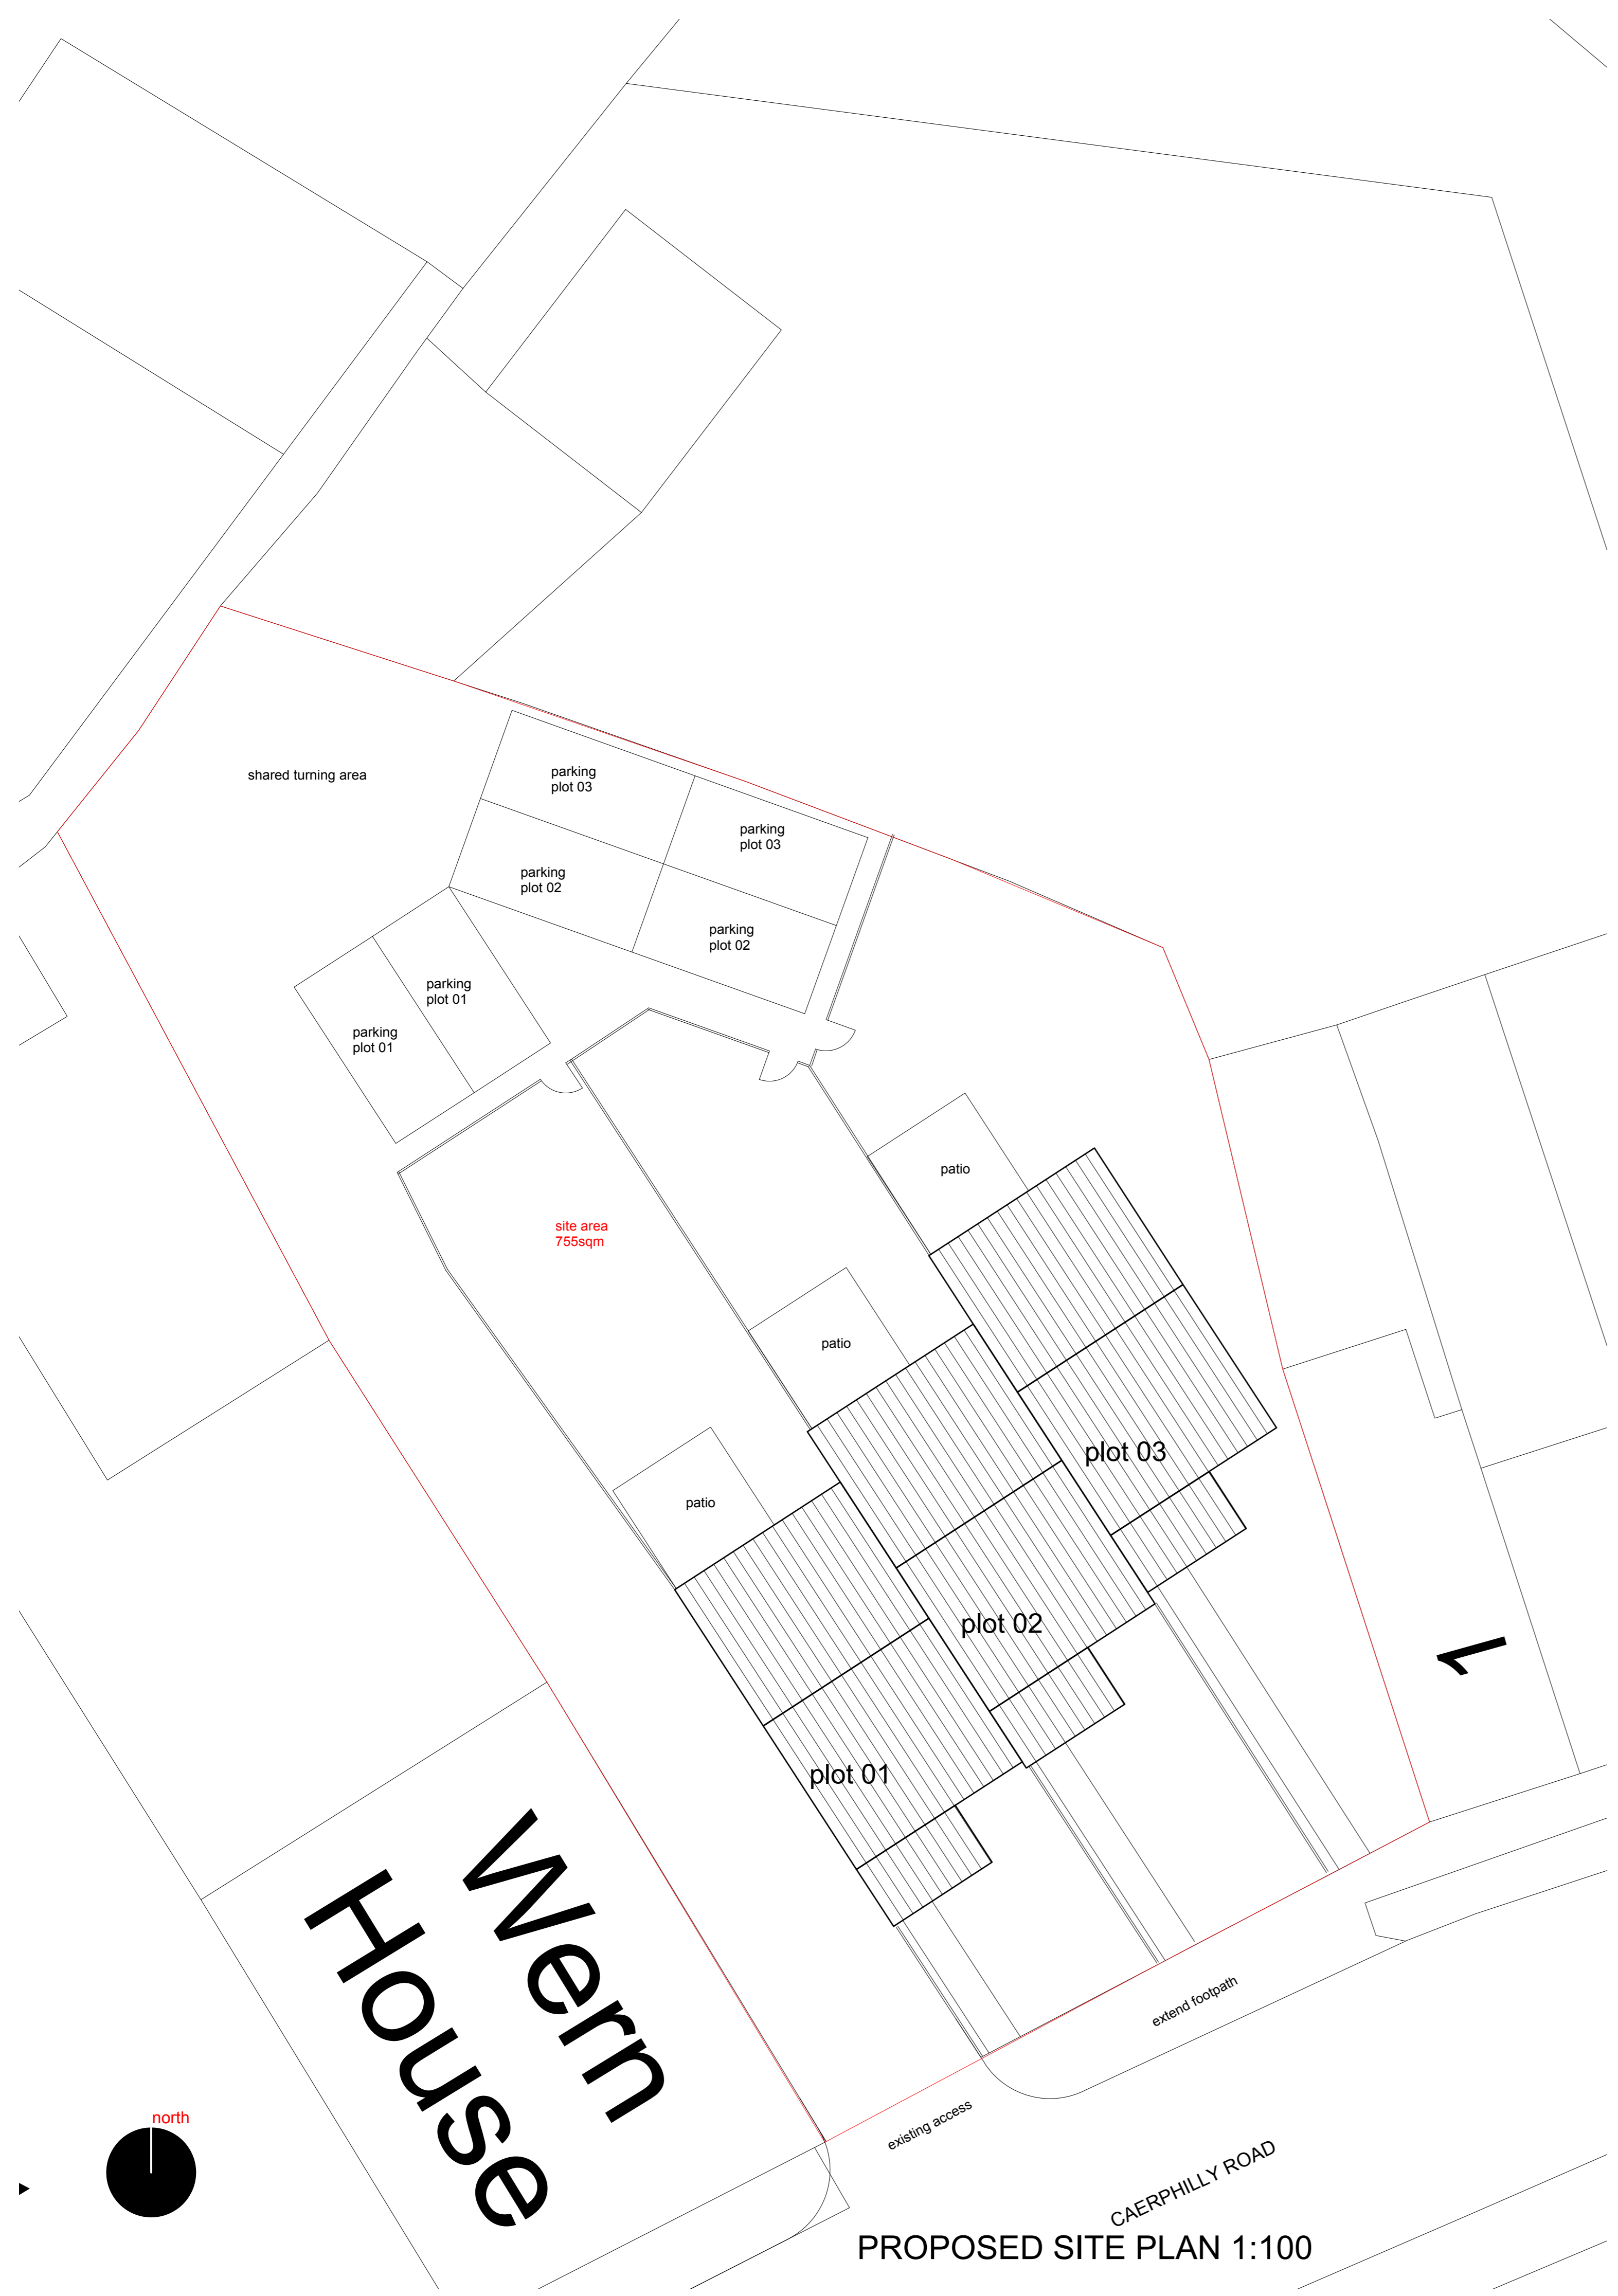 shared turning area
parking
plot 03
parking
plot 03
parking
plot 02
parking
plot 02
parking
plot 01
parking
plot 01
patio
site area
755sqm
patio
patio
plot 03
plot 02
plot 01
1
Wern
House
extend footpath
existing access
north
CAERPHILLY ROAD
PROPOSED SITE PLAN 1:100